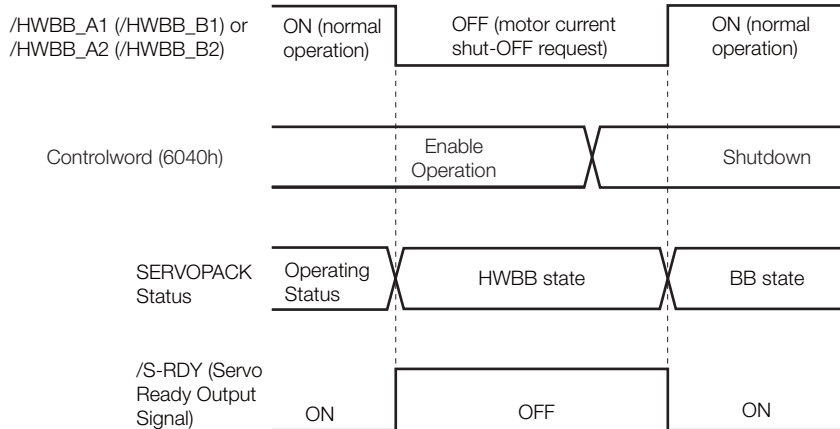 /HWBB_A1 (/HWBB_B1) or
/HWBB_A2 (/HWBB_B2)
ON (normal
operation)
OFF (motor current
shut-OFF request)
ON (normal
operation)
Controlword (6040h)
Enable
Operation
Shutdown
SERVOPACK
Status
Operating
Status
HWBB state
BB state
/S-RDY (Servo
Ready Output
Signal)
ON
OFF
ON